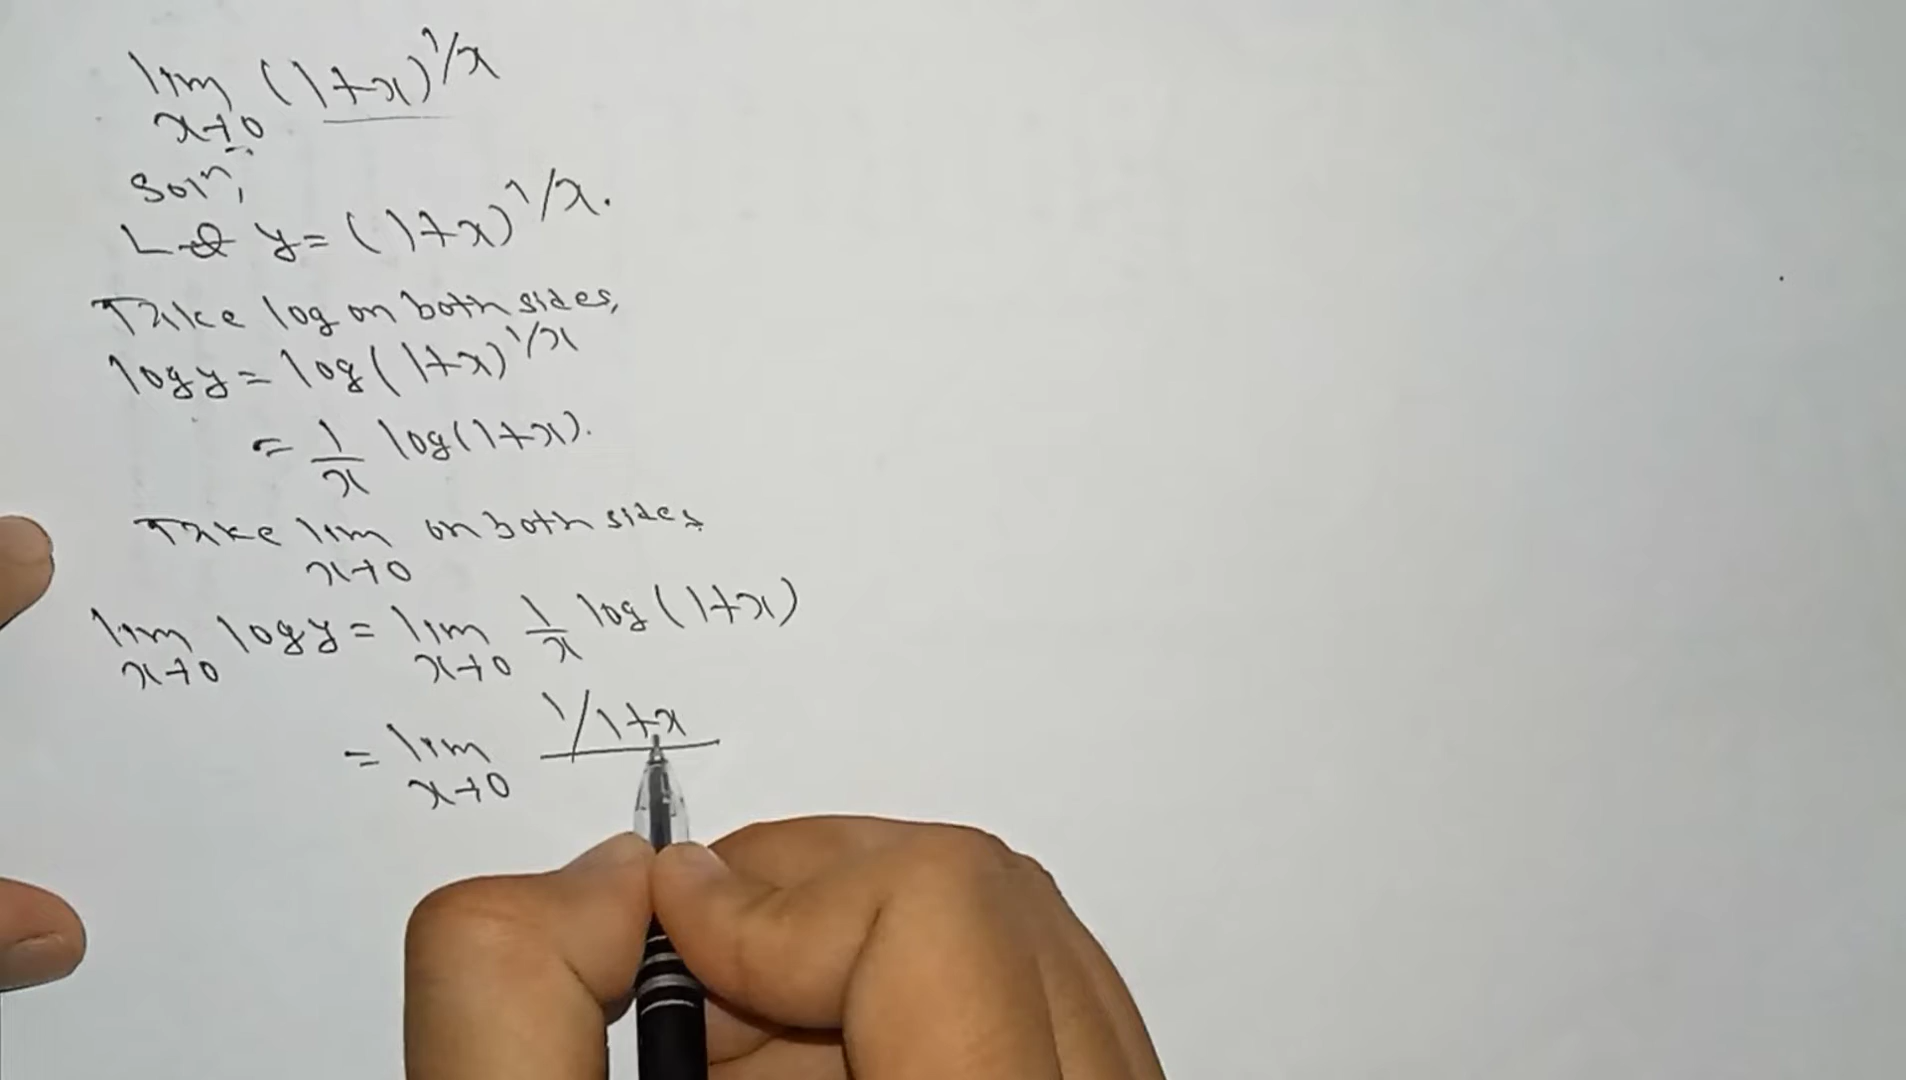 lim (1+x)^1/x
x→0
Soln,
Let y = (1+x)^1/x.
Take log on both sides,
log y = log(1+x)^1/x
= 1/x log(1+x).
Take lim on both sides
x→0
lim log y = lim 1/x log(1+x)
x→0 x→0
= lim 1/1+x
x→0